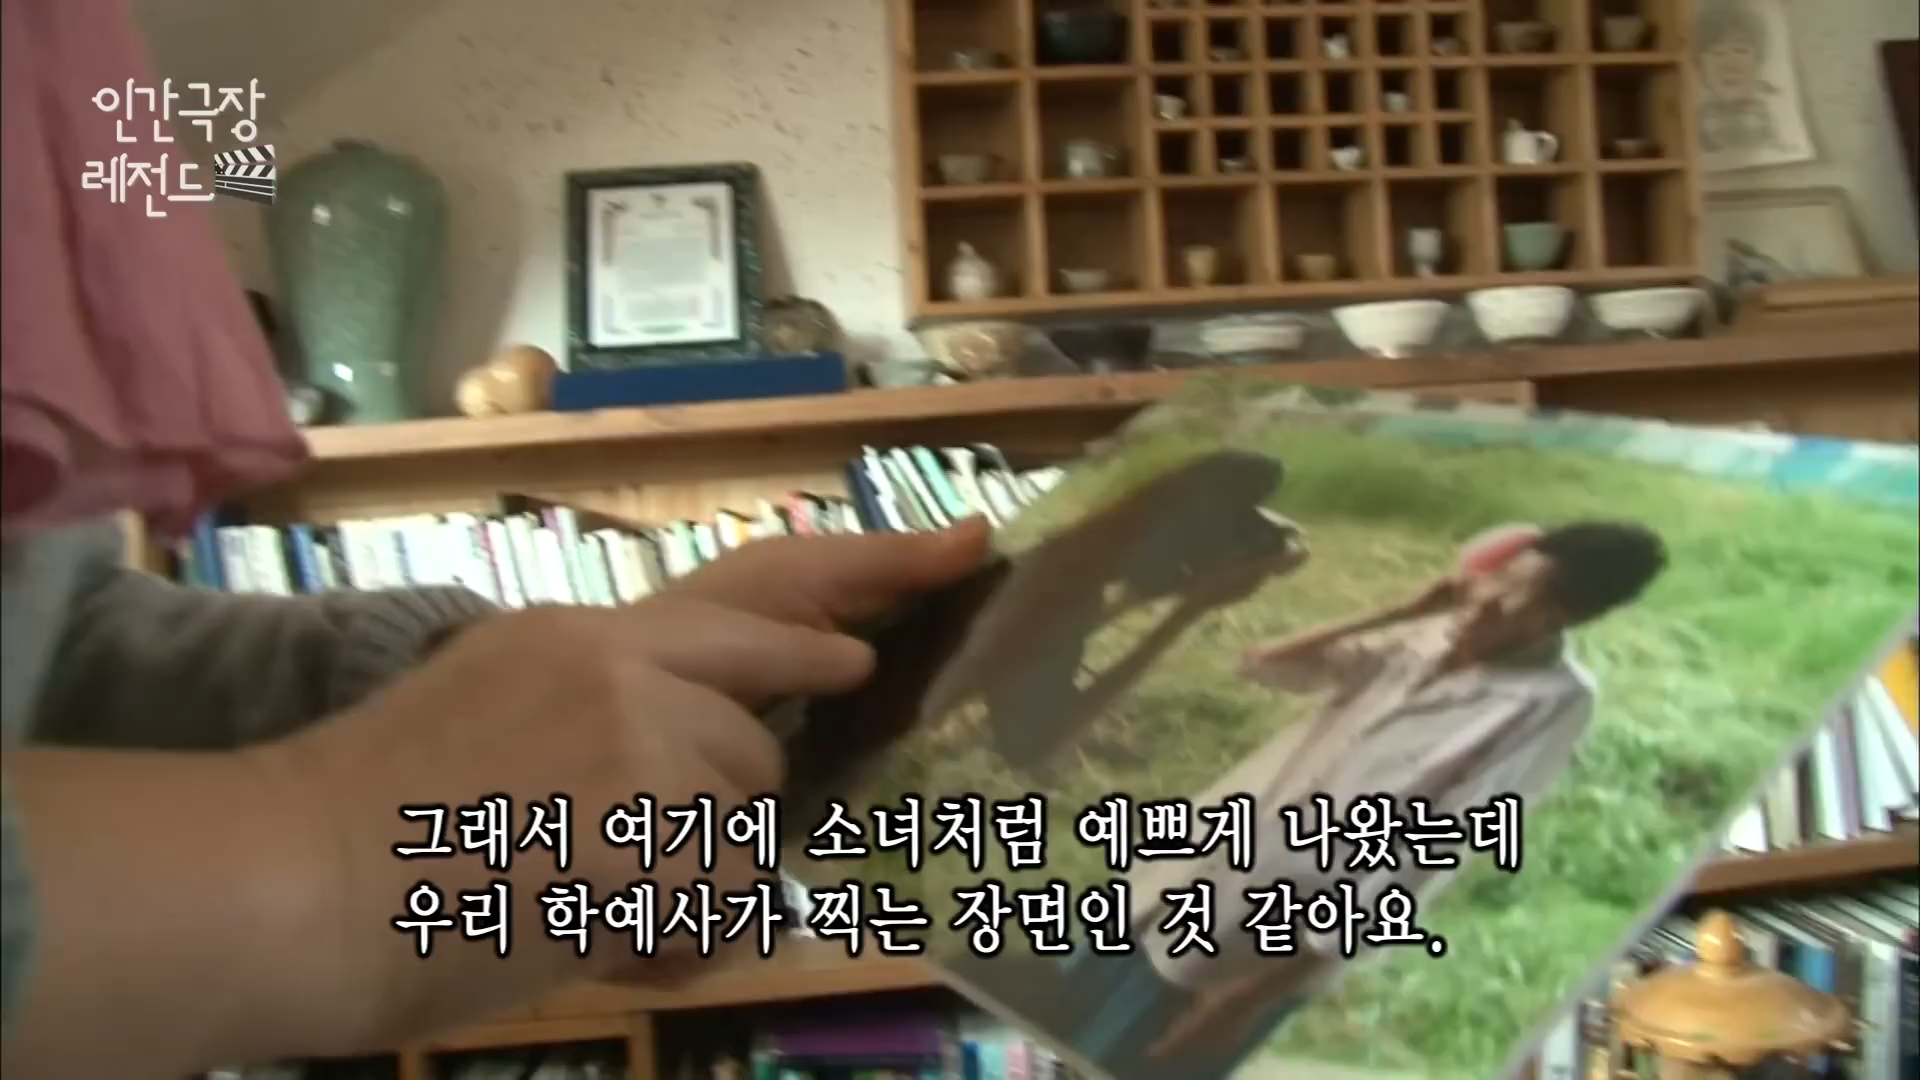 인간극장
레전드
그래서 여기에 소녀처럼 예쁘게 나왔는데
우리 학예사가 찍는 장면인 것 같아요.